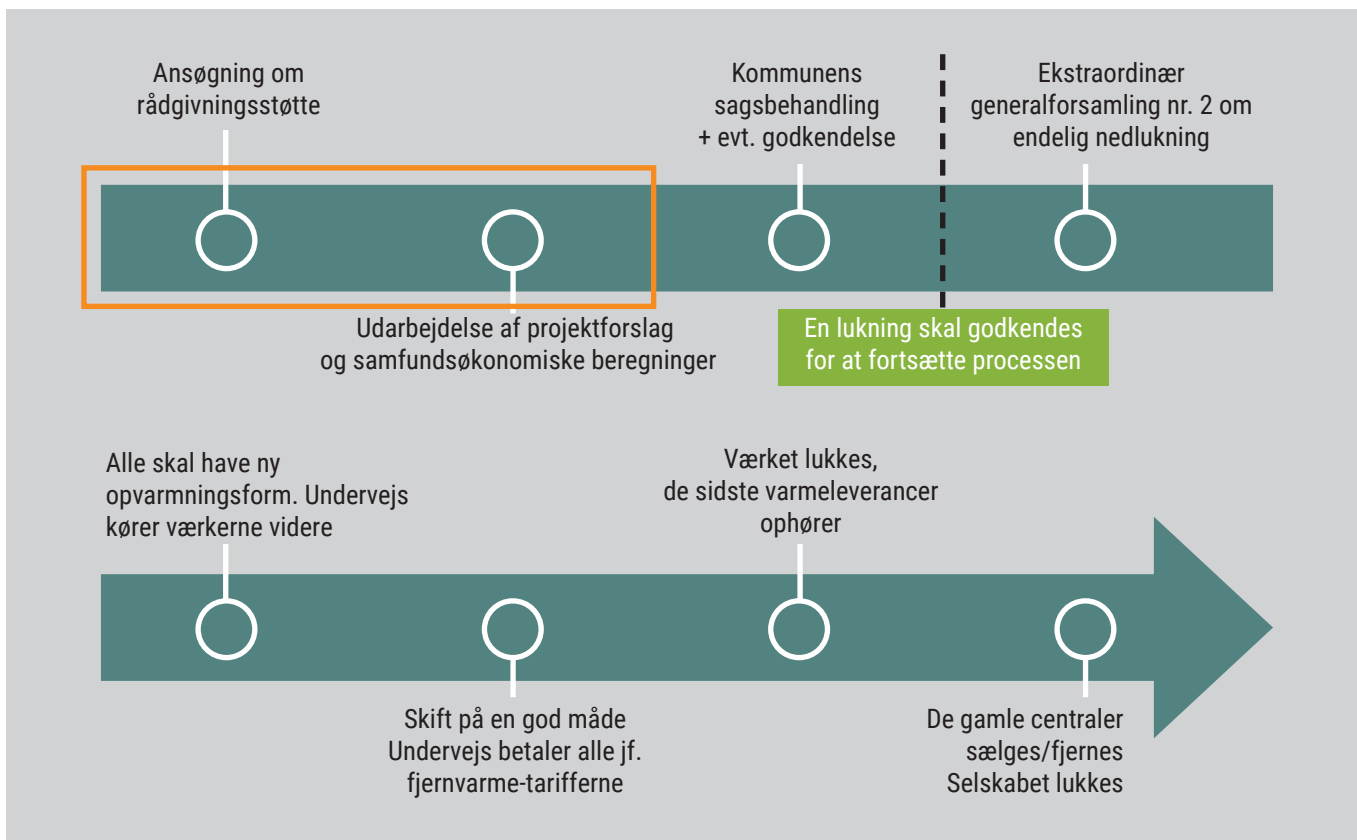 Ansøgning om
rådgivningsstøtte
Kommunens
sagsbehandling
+ evt. godkendelse
Ekstraordinær
generalforsamling nr. 2 om
endelig nedlukning
Udarbejdelse af projektforslag
og samfundsøkonomiske beregninger
En lukning skal godkendes
for at fortsætte processen
Alle skal have ny
opvarmningsform. Undervejs
kører værkerne videre
Værket lukkes,
de sidste varmeleverancer
ophører
Skift på en god måde
Undervejs betaler alle jf.
fjernvarme-tarifferne
De gamle centraler
sælges/fjernes
Selskabet lukkes